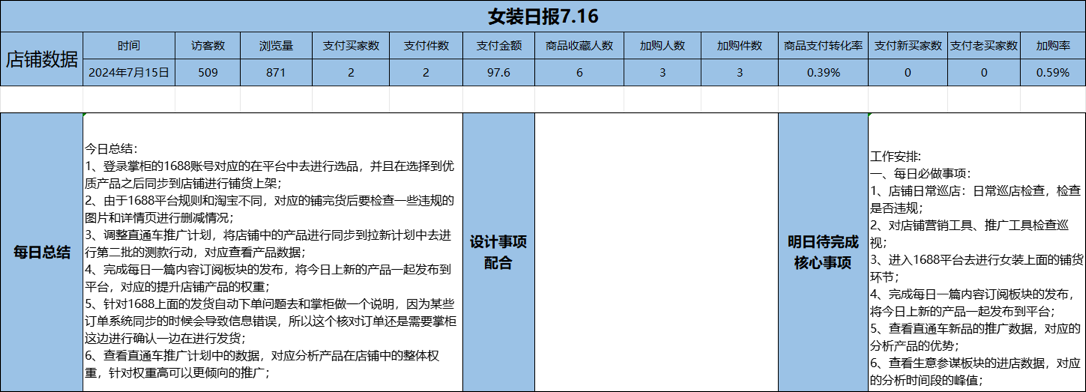 女装日报7.16
店铺数据
时间 访客数 浏览量 支付买家数 支付件数 支付金额 商品收藏人数 加购人数 加购件数 商品支付转化率 支付新买家数 支付老买家数 加购率
2024年7月15日 509 871 2 2 97.6 6 3 3 0.39% 0 0 0.59%
每日总结
今日总结：
1、登录掌柜的1688账号对应的在平台中去进行选品，并且在选择到优
质产品之后同步到店铺进行铺货上架；
2、由于1688平台规则和淘宝不同，对应的铺完货后要检查一些违规的
图片和详情页进行删减情况；
3、调整直通车推广计划，将店铺中的产品进行同步到拉新计划中去进
行第二批的测款行动，对应查看产品数据；
4、完成每日一篇内容订阅板块的发布，将今日上新的产品一起发布到
平台，对应的提升店铺产品的权重；
5、针对1688上面的发货自动下单问题去和掌柜做一个说明，因为某些
订单系统同步的时候会导致信息错误，所以这个核对订单还是需要掌柜
这边进行确认一边在进行发货；
6、查看直通车推广计划中的数据，对应分析产品在店铺中的整体权
重，针对权重高可以更倾向的推广；
设计事项
配合
明日待完成
核心事项
工作安排:
一、每日必做事项：
1、店铺日常巡店：日常巡店检查，检查
是否违规；
2、对店铺营销工具、推广工具检查巡
视；
3、进入1688平台去进行女装上面的铺货
环节；
4、完成每日一篇内容订阅板块的发布，
将今日上新的产品一起发布到平台；
5、查看直通车新品的推广数据，对应的
分析产品的优势；
6、查看生意参谋板块的进店数据，对应
的分析时间段的峰值；